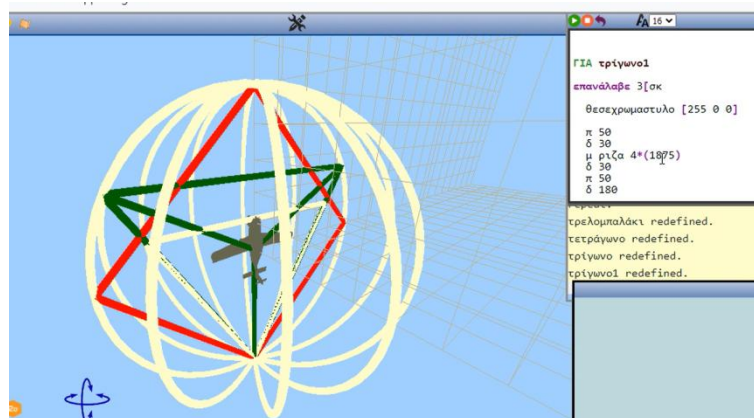 16
ΓΙΑ τρίγωνο1
επανάλαβε 3[σκ
θεσεχρωμαστυλο [255 0 0]
π 50
δ 30
μ ριζα 4*(1875)
δ 30
π 50
δ 180
τρελομπαλάκι redefined.
τετράγωνο redefined.
τρίγωνο redefined.
τρίγωνο1 redefined.